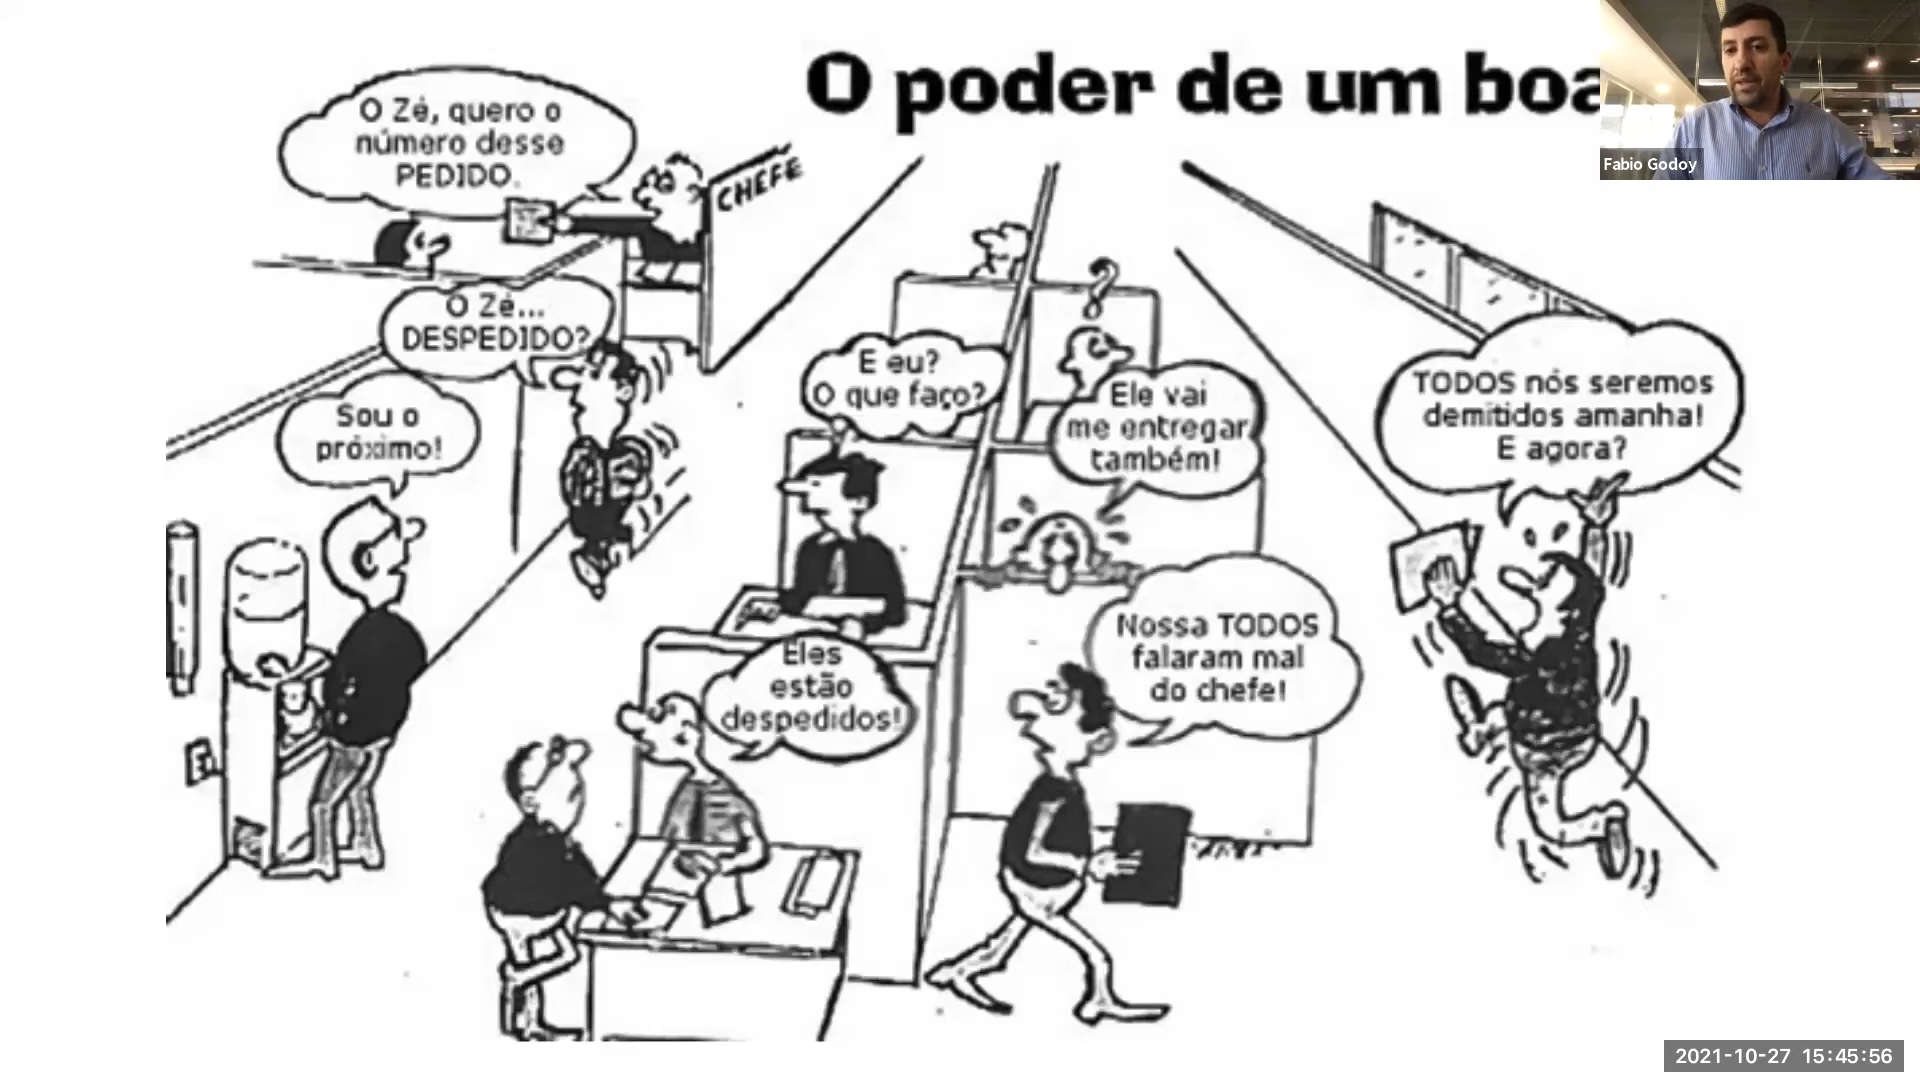 O poder de um boa
Fabio Godoy
O Zé, quero o
número desse
PEDIDO.
CHEFE
O Zé...
DESPEDIDO?
Sou o
próximo!
E eu?
O que faço?
Ele vai
me entregar
também!
TODOS nós seremos
demitidos amanha!
E agora?
?
Eles
estão
despedidos!
Nossa TODOS
falaram mal
do chefe!
2021-10-27 15:45:56